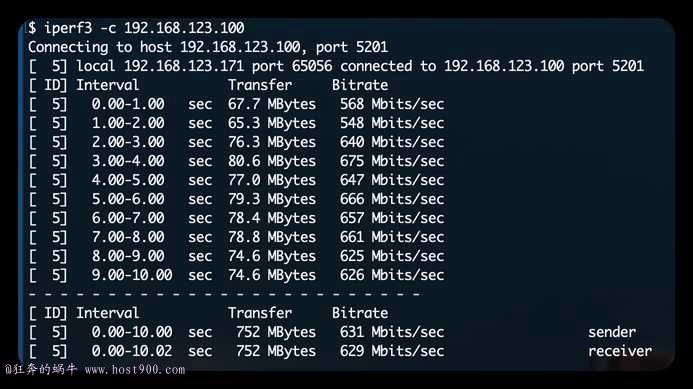 $ iperf3 -c 192.168.123.100
Connecting to host 192.168.123.100, port 5201
[  5] local 192.168.123.171 port 65056 connected to 192.168.123.100 port 5201
[ ID] Interval           Transfer     Bitrate
[  5]   0.00-1.00   sec  67.7 MBytes   568 Mbits/sec
[  5]   1.00-2.00   sec  65.3 MBytes   548 Mbits/sec
[  5]   2.00-3.00   sec  76.3 MBytes   640 Mbits/sec
[  5]   3.00-4.00   sec  80.6 MBytes   675 Mbits/sec
[  5]   4.00-5.00   sec  77.0 MBytes   647 Mbits/sec
[  5]   5.00-6.00   sec  79.3 MBytes   666 Mbits/sec
[  5]   6.00-7.00   sec  78.4 MBytes   657 Mbits/sec
[  5]   7.00-8.00   sec  78.8 MBytes   661 Mbits/sec
[  5]   8.00-9.00   sec  74.6 MBytes   625 Mbits/sec
[  5]   9.00-10.00  sec  74.6 MBytes   626 Mbits/sec
- - - - - - - - - - - - - - - - - - - - - - - - -
[ ID] Interval           Transfer     Bitrate
[  5]   0.00-10.00  sec   752 MBytes   631 Mbits/sec                  sender
[  5]   0.00-10.02  sec   752 MBytes   629 Mbits/sec                  receiver
@狂奔的蜗牛 www.host900.com